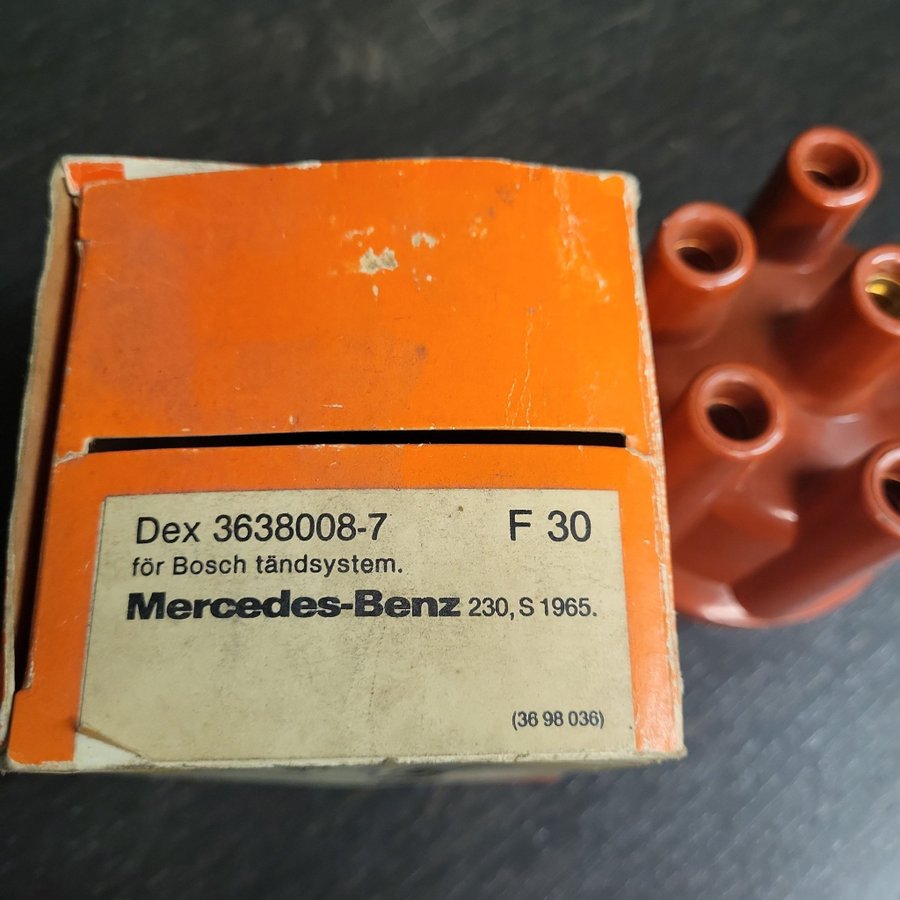 Dex 3638008-7 F 30
för Bosch tändsystem.
Mercedes-Benz 230, S 1965.
(36 98 036)